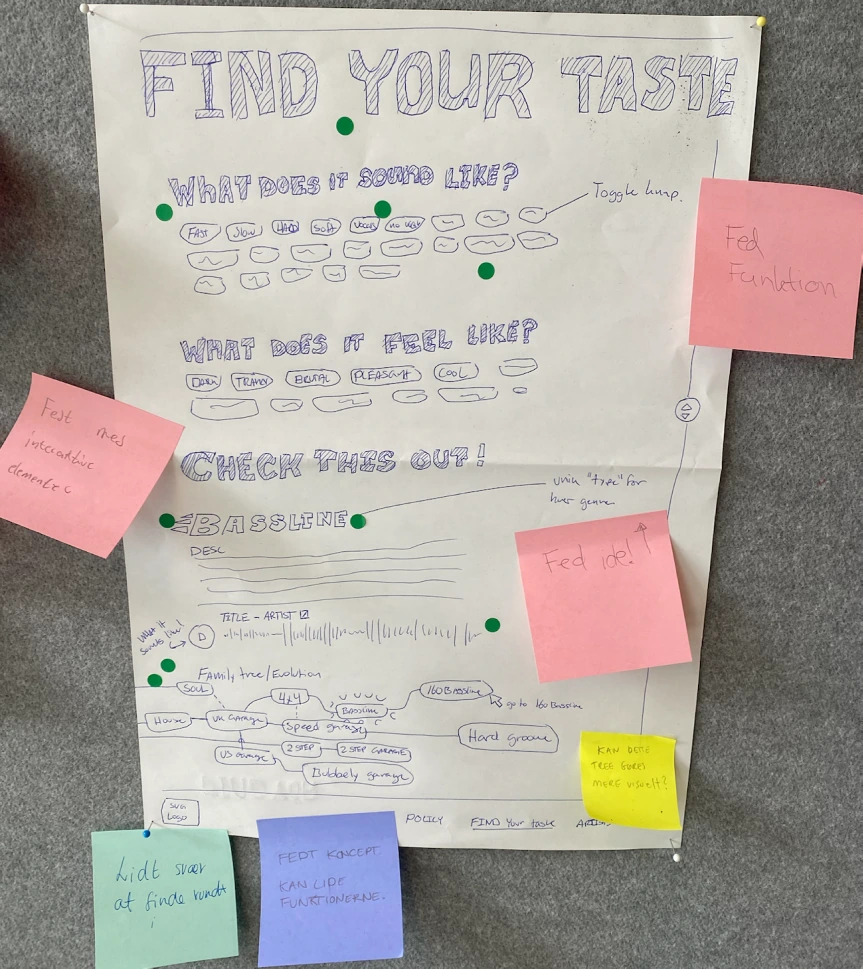 FIND YOUR TASTE
WHAT DOES IT SOUND LIKE?
Toggle knap.
FAST SLOW HARD SOFT VOCALS NO VOCALS
Fed
Funktion
WHAT DOES IT FEEL LIKE?
DARK TRANCY BRUTAL PLEASANT COOL
Fedt med
interaktive
elementer
CHECK THIS OUT!
unik "type" for
hver genre
BASSLINE
Fed ide!
DESC
TITLE - ARTIST
What it
sounds like!
Family tree/Evolution
SOUL
4x4
160 Bassline
go to 160 Bassline
Bassline
House
UK GARAGE
Speed garage
Hard groove
US GARAGE
2 STEP
2 STEP GARAGE
Bubbely garage
KAN DETE
TREE GØRES
MERE VISUELT?
SVG
LOGO
POLICY FIND Your taste
Lidt svær
at finde rundt
i
FEDT KONCEPT.
KAN LIDE
FUNKTIONERNE.